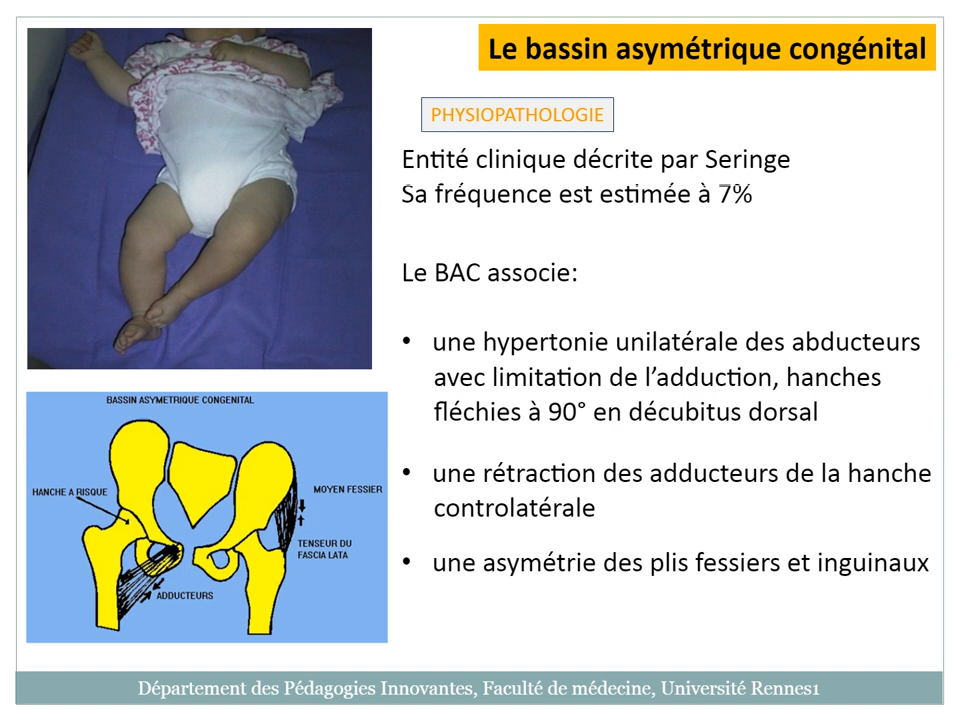 Le bassin asymétrique congénital
PHYSIOPATHOLOGIE
Entité clinique décrite par Seringe
Sa fréquence est estimée à 7%
Le BAC associe:
• une hypertonie unilatérale des abducteurs
avec limitation de l’adduction, hanches
fléchies à 90° en décubitus dorsal
• une rétraction des adducteurs de la hanche
controlatérale
• une asymétrie des plis fessiers et inguinaux
BASSIN ASYMETRIQUE CONGENITAL
HANCHE A RISQUE
MOYEN FESSIER
TENSEUR DU
FASCIA LATA
ADDUCTEURS
Département des Pédagogies Innovantes, Faculté de médecine, Université Rennes1